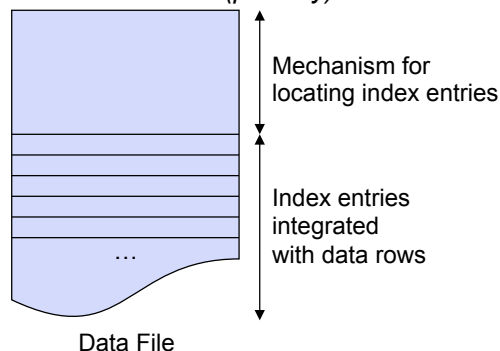 Mechanism for
locating index entries
Index entries
integrated
with data rows
…
Data File